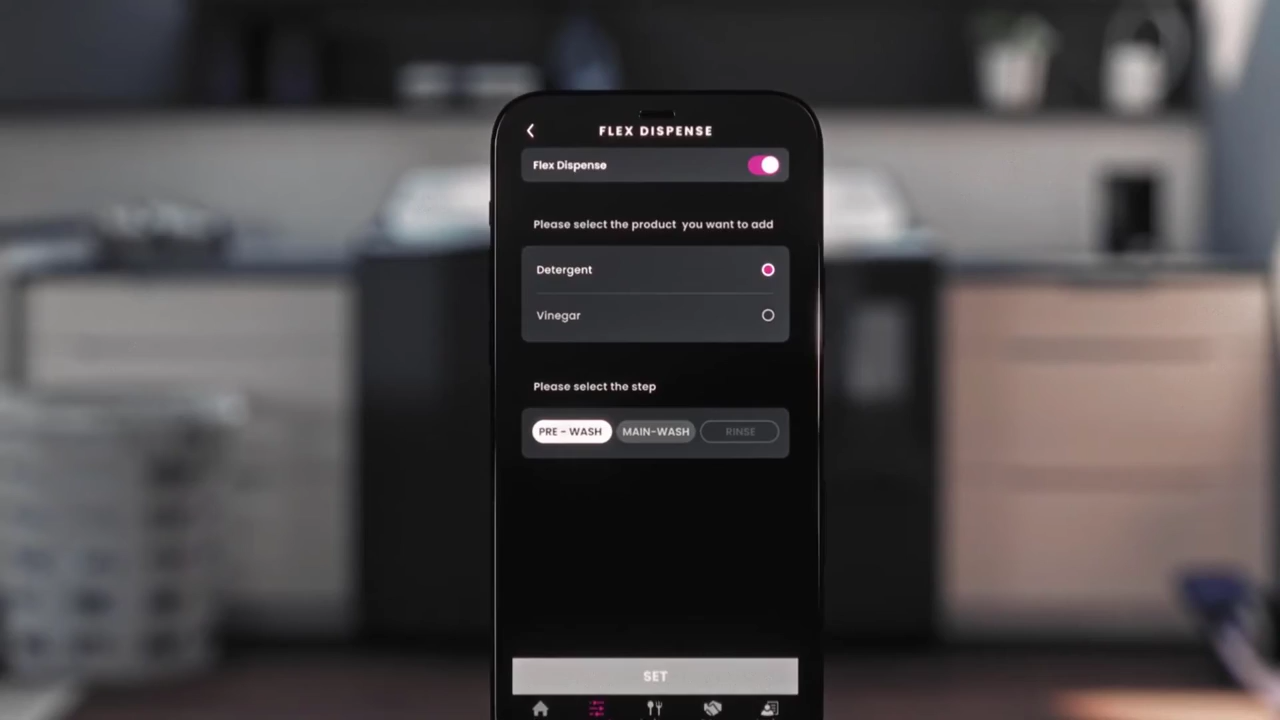 FLEX DISPENSE
Flex Dispense
Please select the product you want to add
Detergent
Vinegar
Please select the step
PRE - WASH MAIN-WASH RINSE
SET